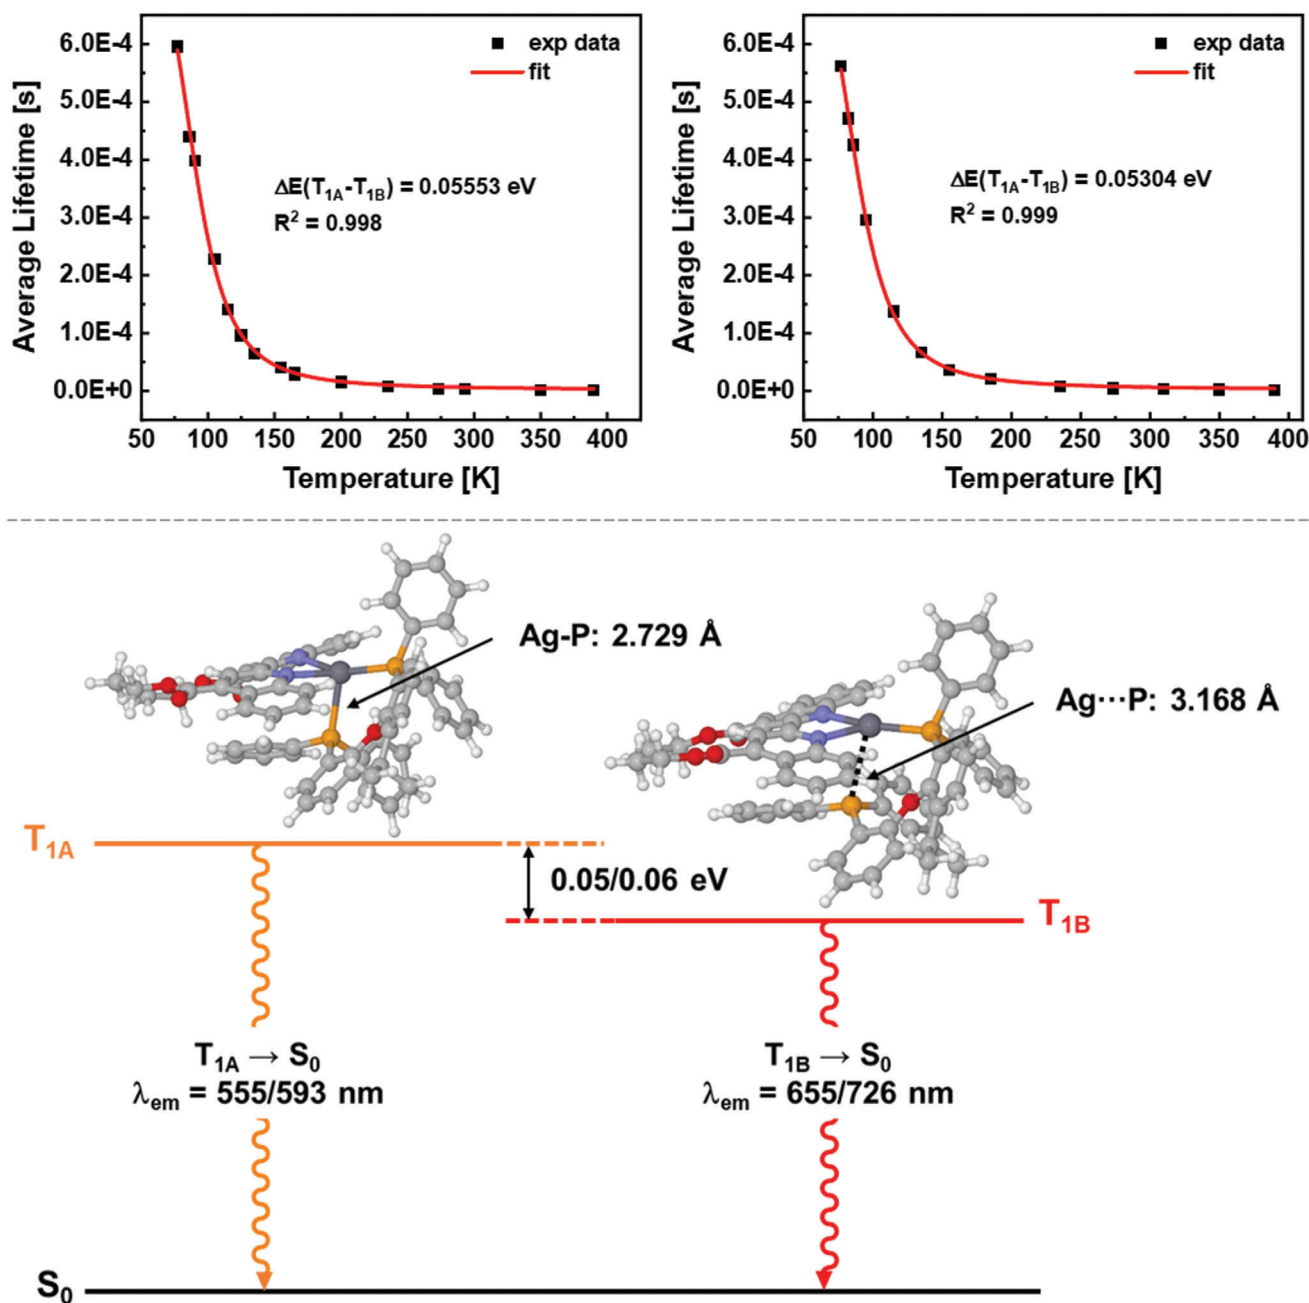 6.0E-4
5.0E-4
4.0E-4
3.0E-4
2.0E-4
1.0E-4
0.0E+0
Average Lifetime [s]
exp data
fit
ΔE(T1A-T1B) = 0.05553 eV
R² = 0.998
50 100 150 200 250 300 350 400
Temperature [K]
6.0E-4
5.0E-4
4.0E-4
3.0E-4
2.0E-4
1.0E-4
0.0E+0
Average Lifetime [s]
exp data
fit
ΔE(T1A-T1B) = 0.05304 eV
R² = 0.999
50 100 150 200 250 300 350 400
Temperature [K]
Ag-P: 2.729 Å
Ag···P: 3.168 Å
T1A
0.05/0.06 eV
T1B
T1A → S0
λem = 555/593 nm
T1B → S0
λem = 655/726 nm
S0